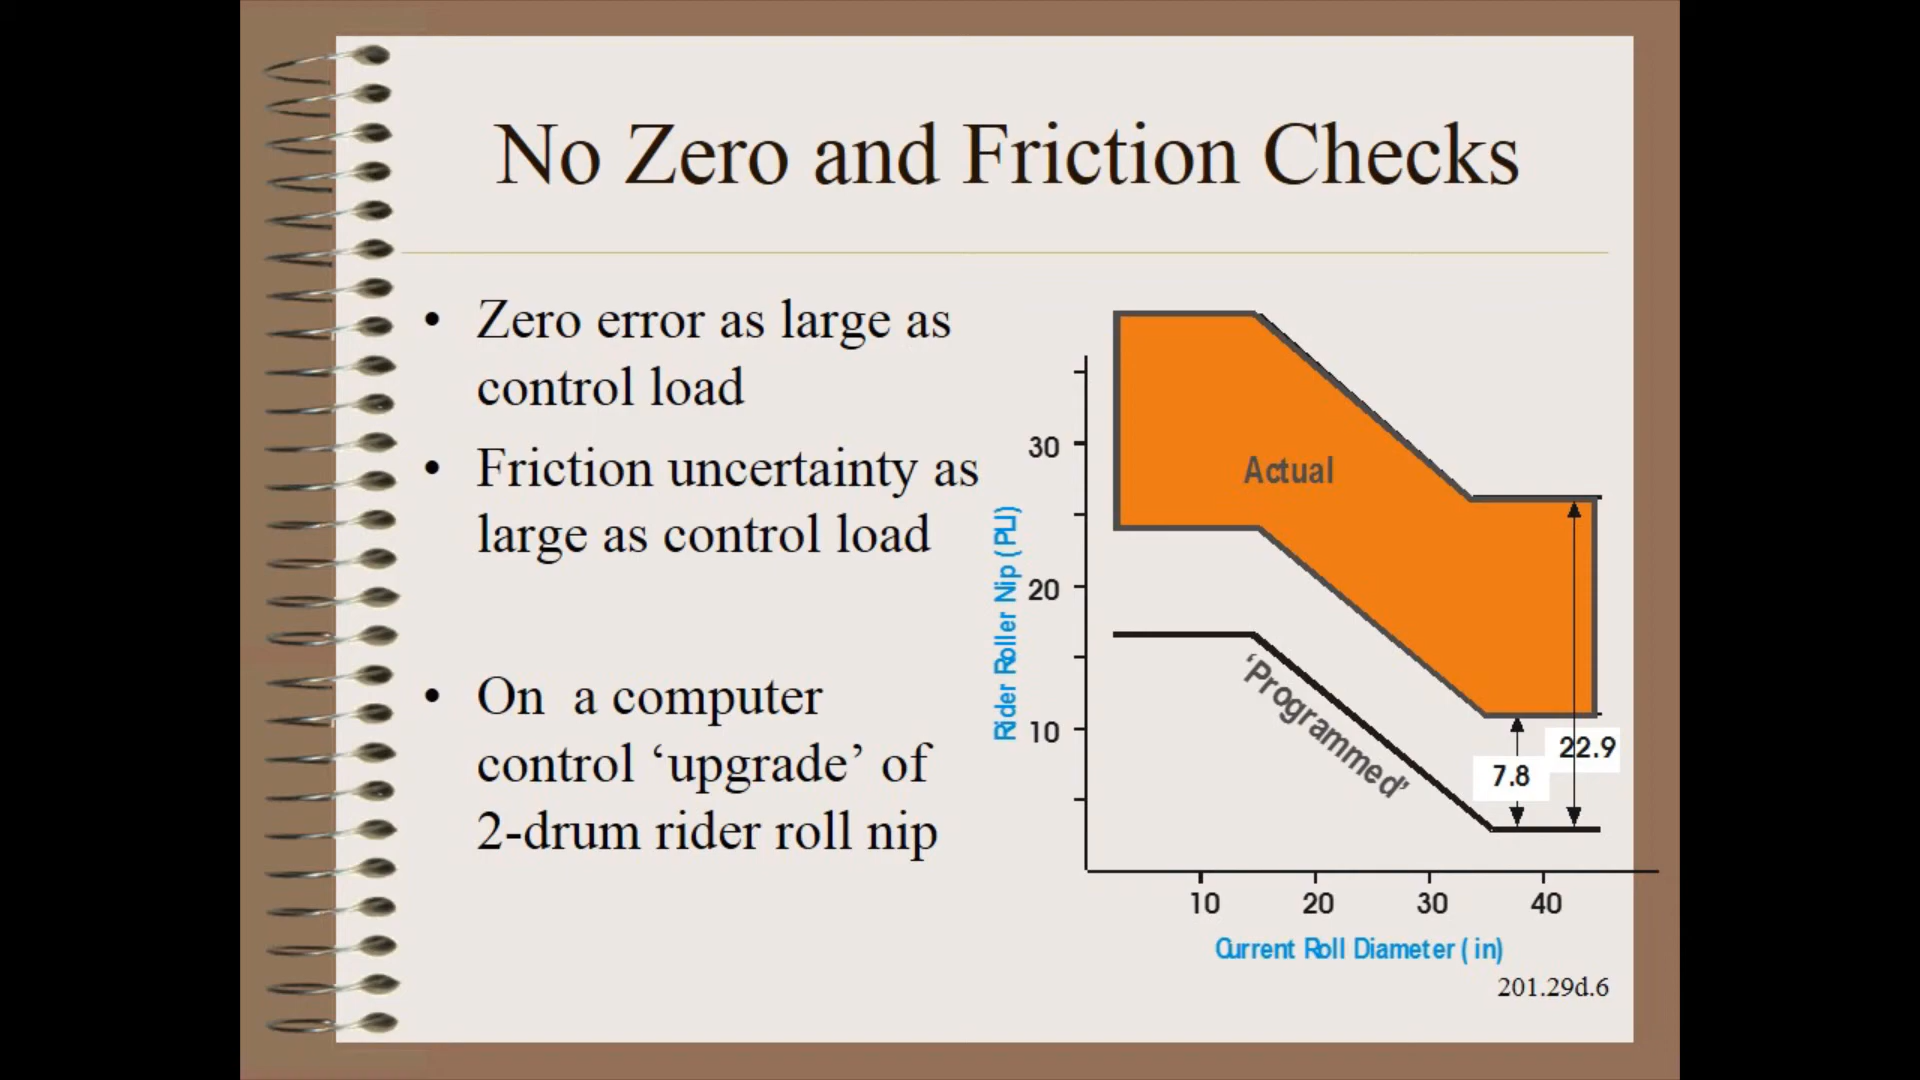 No Zero and Friction Checks
• Zero error as large as
control load
• Friction uncertainty as
large as control load
• On a computer
control ‘upgrade’ of
2-drum rider roll nip
Rider Roller Nip (PLI)
30
20
10
Actual
‘Programmed’
7.8
22.9
10 20 30 40
Current Roll Diameter ( in)
201.29d.6